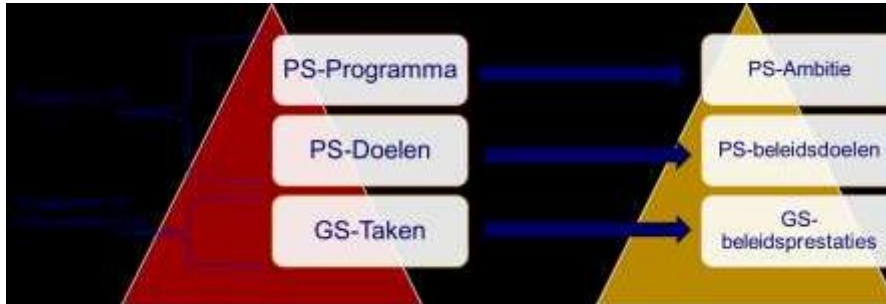 PS-Programma
PS-Ambitie
PS-Doelen
PS-beleidsdoelen
GS-Taken
GS-
beleidsprestaties